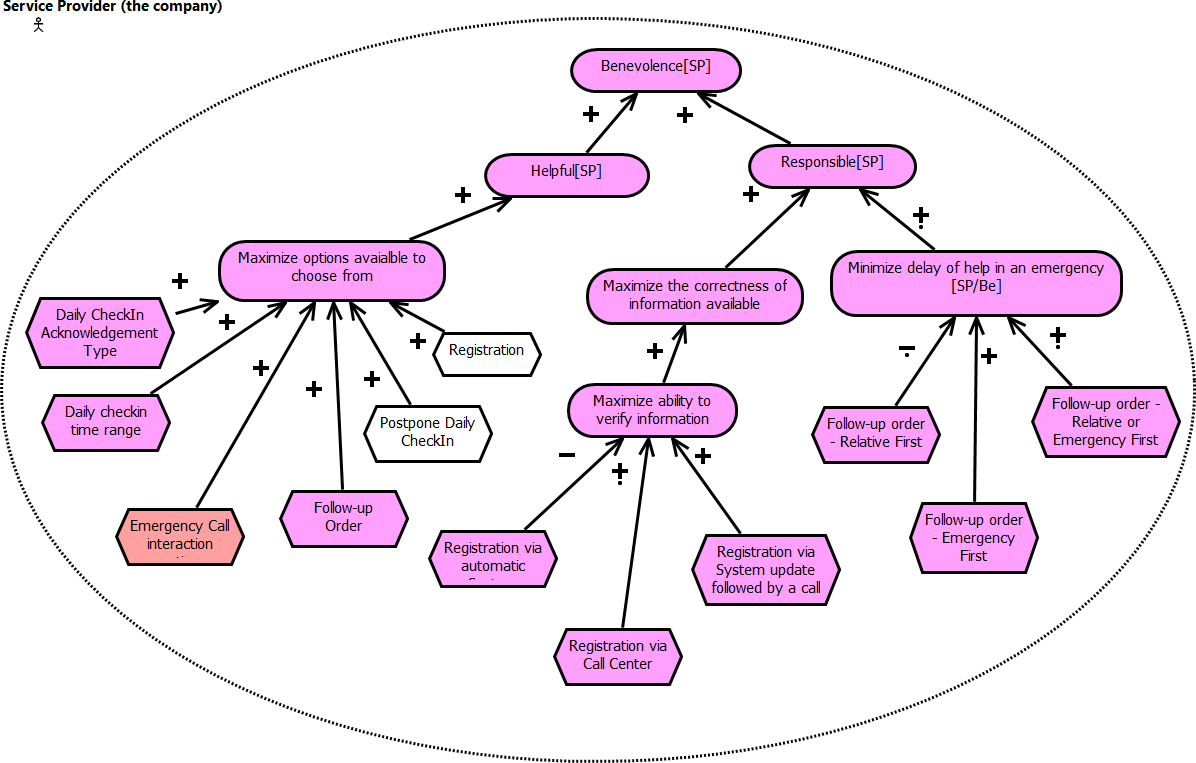 Service Provider (the company)
Benevolence[SP]
Helpful[SP]
Responsible[SP]
Maximize options avaialble to
choose from
Maximize the correctness of
information available
Minimize delay of help in an emergency
[SP/Be]
Daily CheckIn
Acknowledgement
Type
Registration
Daily checkin
time range
Postpone Daily
CheckIn
Maximize ability to
verify information
Follow-up order
- Relative First
Follow-up order -
Relative or
Emergency First
Emergency Call
interaction
Follow-up
Order
Registration via
automatic
Registration via
System update
followed by a call
Follow-up order
- Emergency
First
Registration via
Call Center